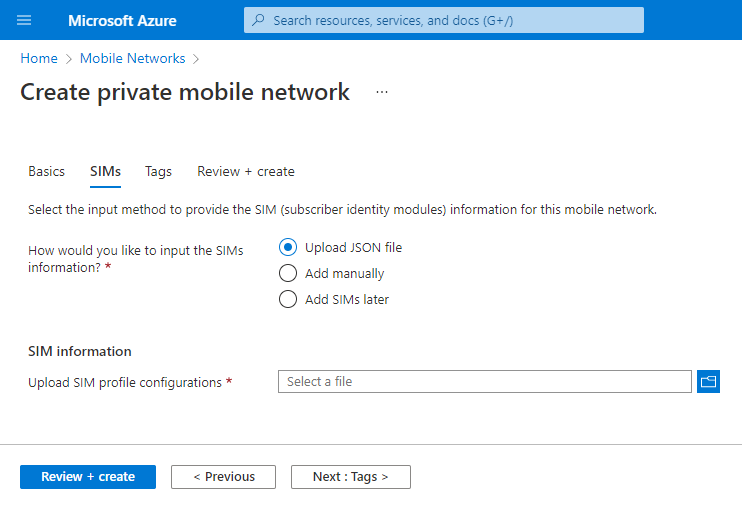 Microsoft Azure
Search resources, services, and docs (G+/)
Home > Mobile Networks >
Create private mobile network ...
Basics SIMs Tags Review + create
Select the input method to provide the SIM (subscriber identity modules) information for this mobile network.
How would you like to input the SIMs
information? *
Upload JSON file
Add manually
Add SIMs later
SIM information
Upload SIM profile configurations *
Select a file
Review + create
< Previous
Next : Tags >